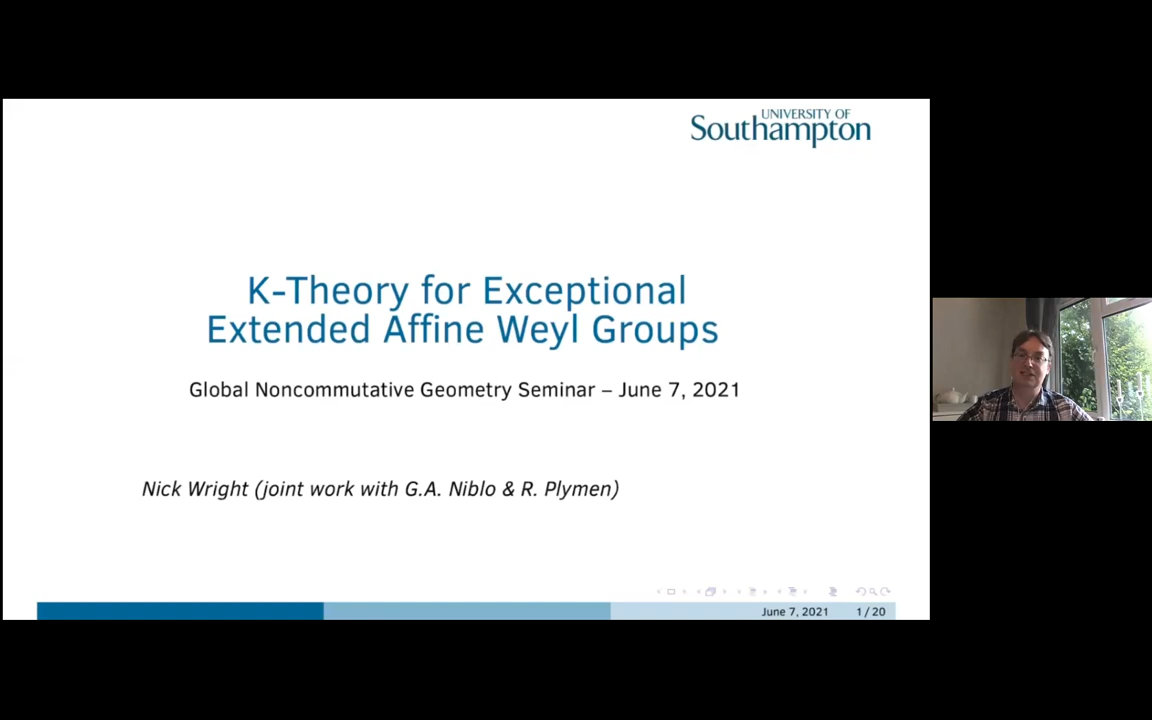 UNIVERSITY OF
Southampton
K-Theory for Exceptional
Extended Affine Weyl Groups
Global Noncommutative Geometry Seminar – June 7, 2021
Nick Wright (joint work with G.A. Niblo & R. Plymen)
June 7, 2021 1 / 20